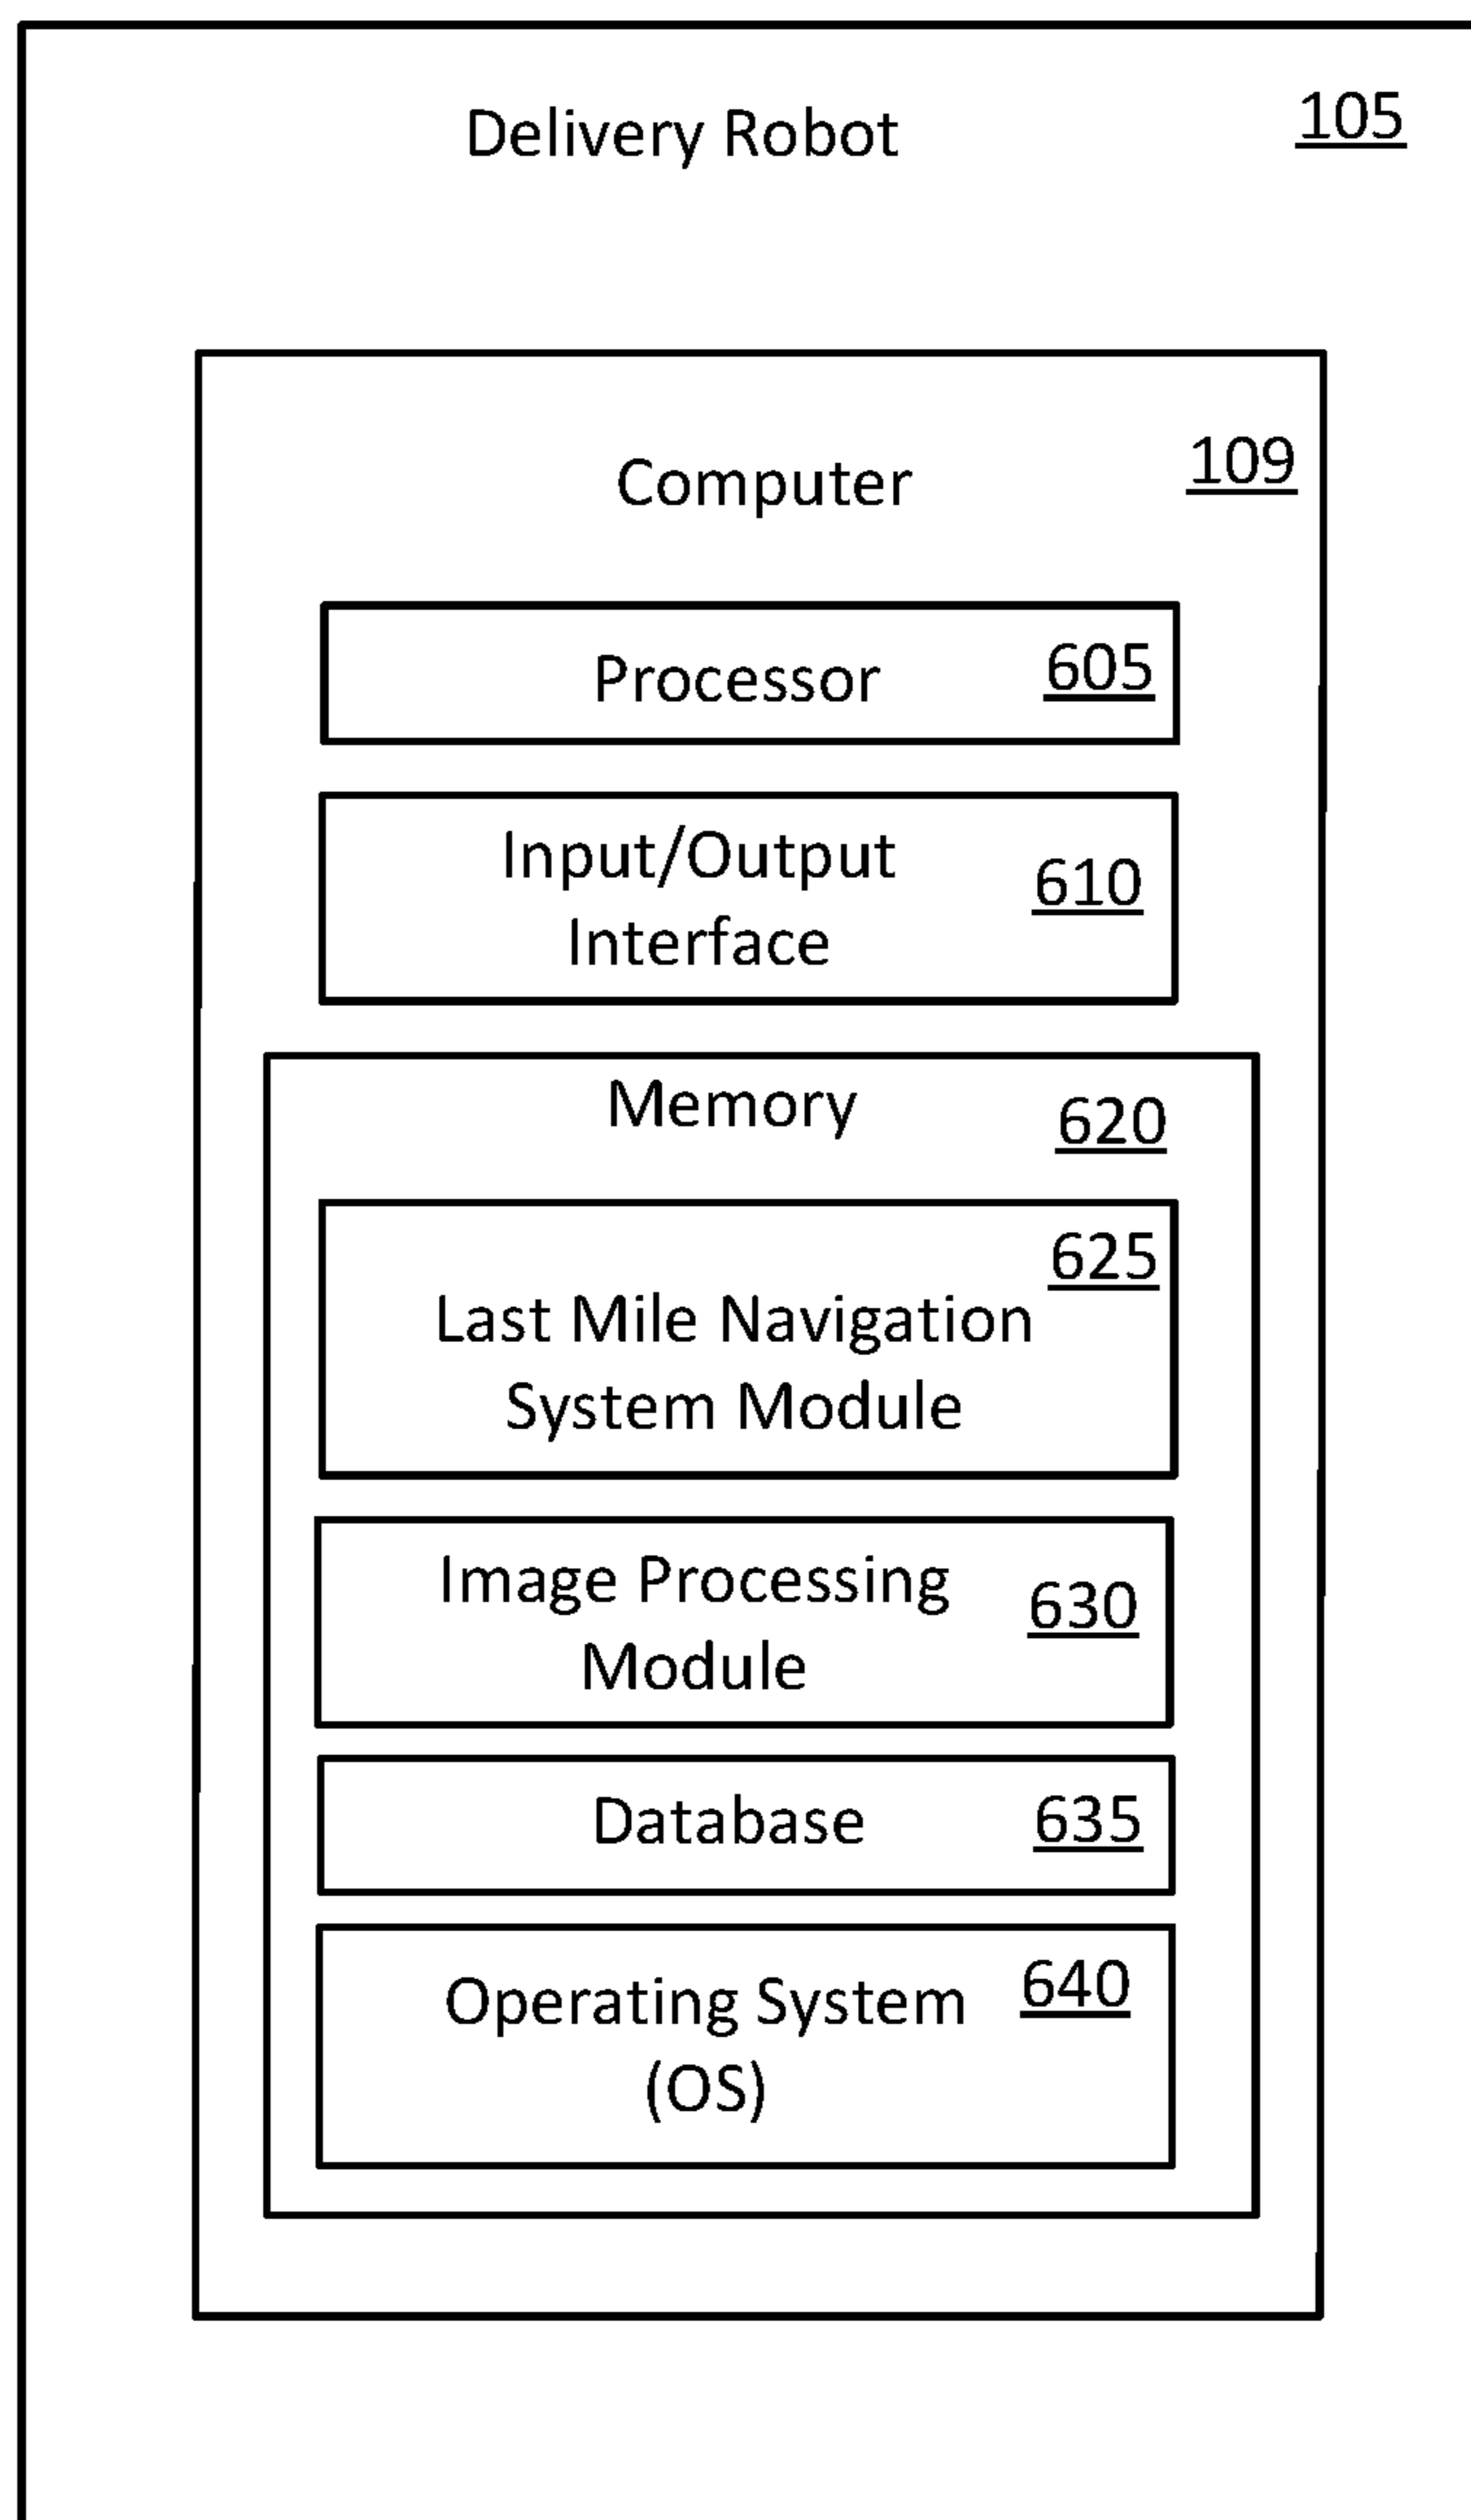 Delivery Robot 105
Computer 109
Processor 605
Input/Output
Interface 610
Memory 620
625
Last Mile Navigation
System Module
Image Processing 630
Module
Database 635
Operating System 640
(OS)